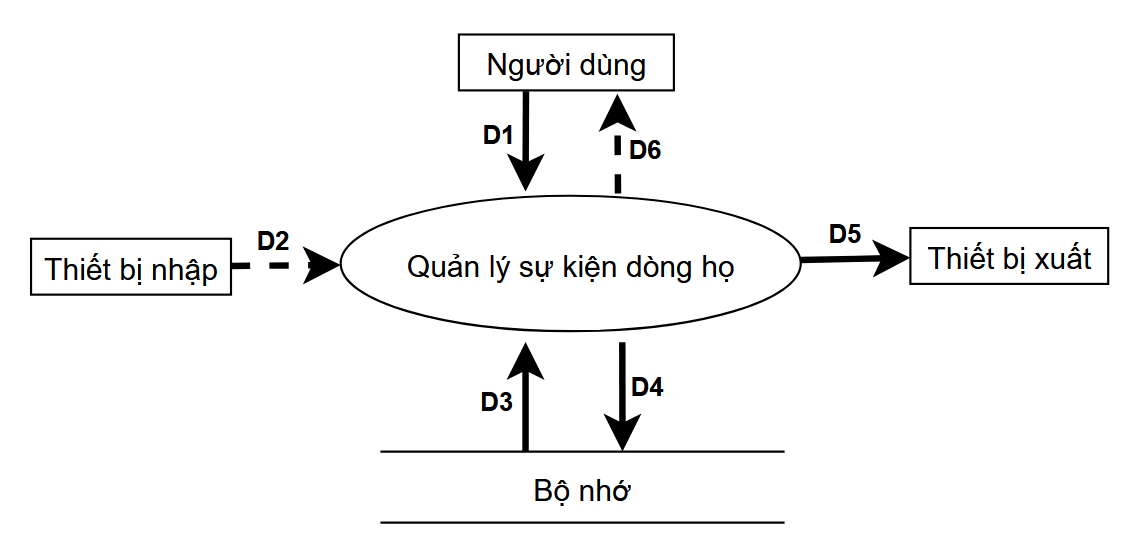 Người dùng
D1
D6
D2
D5
Thiết bị nhập
Quản lý sự kiện dòng họ
Thiết bị xuất
D3
D4
Bộ nhớ